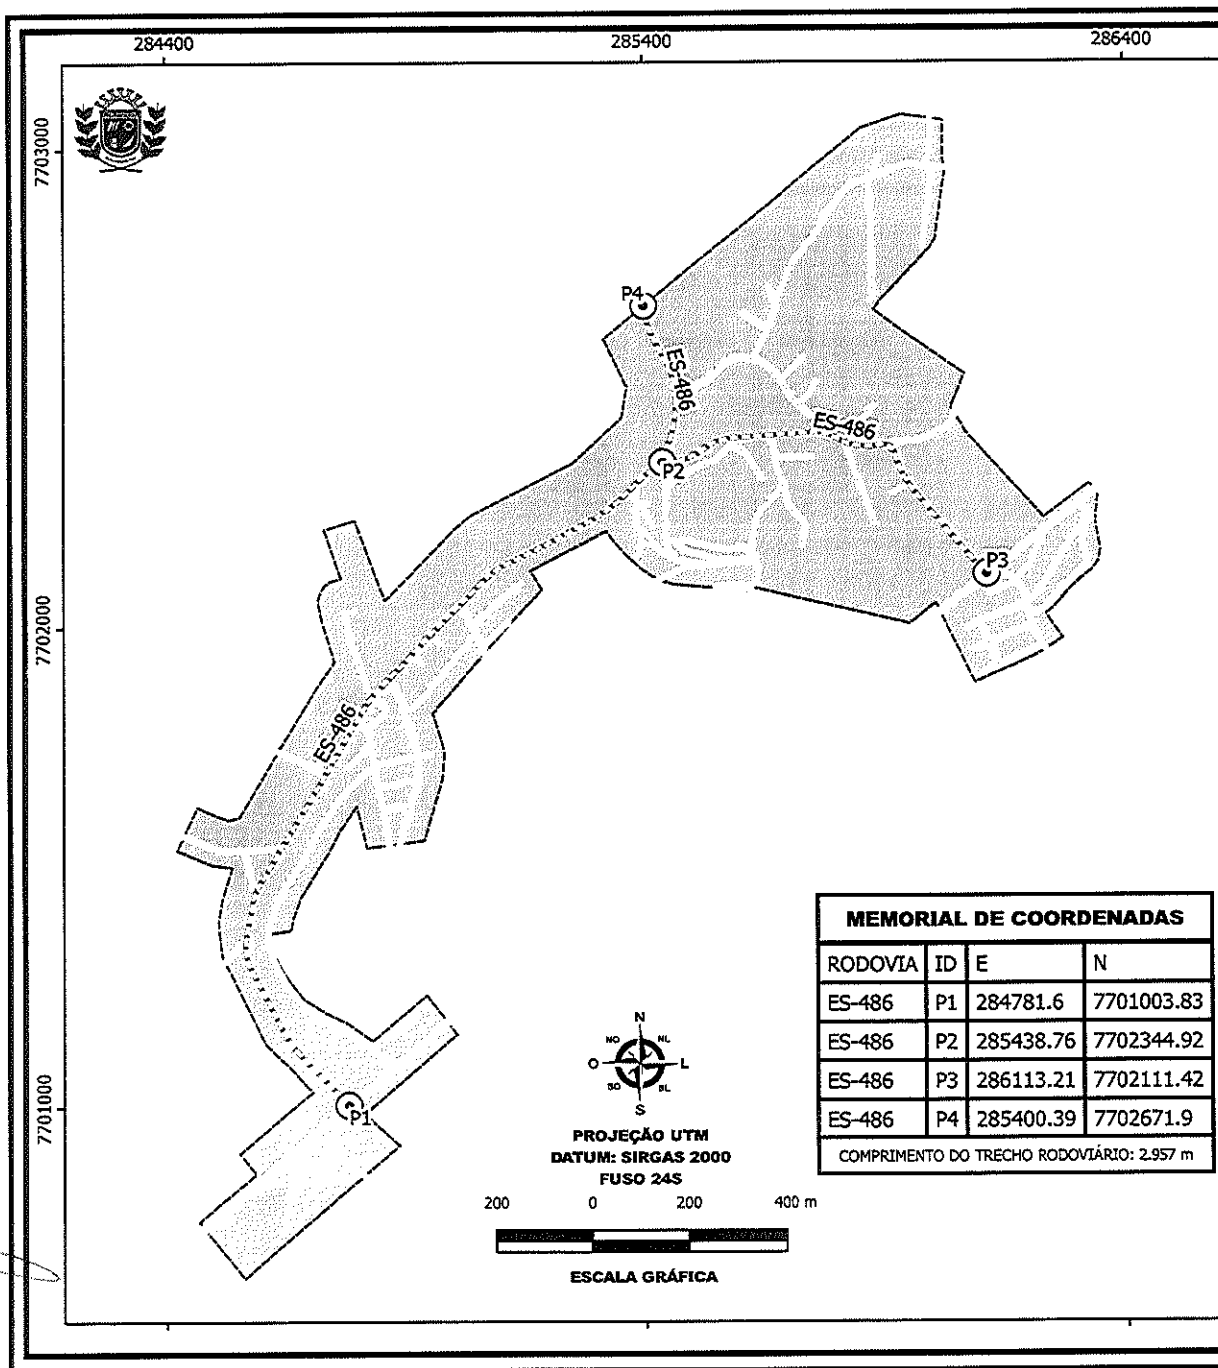 284400 285400 286400
7703000
7702000
7701000
P4
ES-486
ES-486
P2
P3
ES-486
P1
MEMORIAL DE COORDENADAS
RODOVIA ID E N
ES-486 P1 284781.6 7701003.83
ES-486 P2 285438.76 7702344.92
ES-486 P3 286113.21 7702111.42
ES-486 P4 285400.39 7702671.9
COMPRIMENTO DO TRECHO RODOVIÁRIO: 2.957 m
N
NO NL
O L
SO SL
S
PROJEÇÃO UTM
DATUM: SIRGAS 2000
FUSO 24S
200 0 200 400 m
ESCALA GRÁFICA